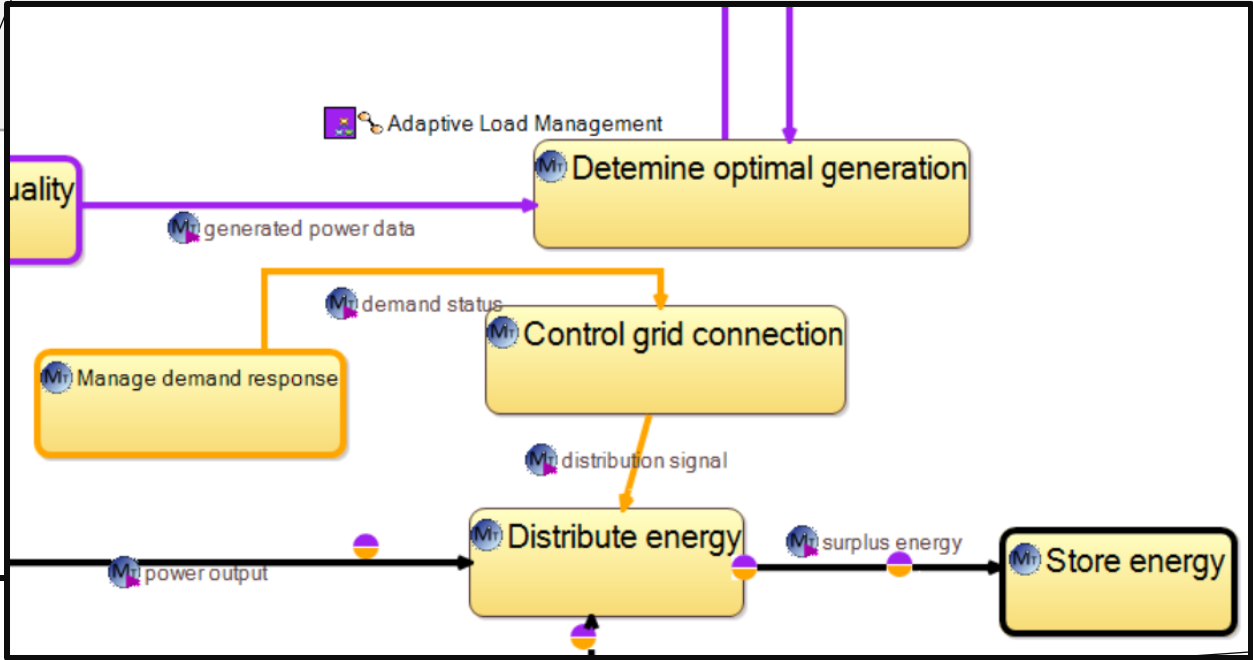 Adaptive Load Management
uality
Detemine optimal generation
generated power data
demand status
Control grid connection
Manage demand response
distribution signal
Distribute energy
surplus energy
Store energy
power output